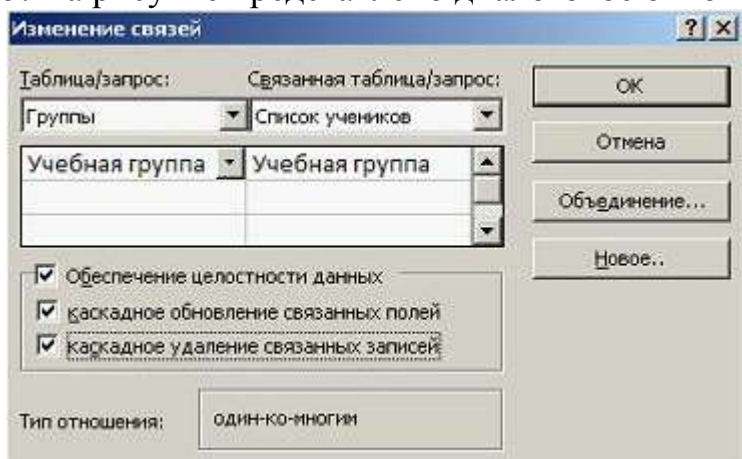 Изменение связей
Таблица/запрос: Связанная таблица/запрос:
Группы Список учеников
Учебная группа Учебная группа
Обеспечение целостности данных
каскадное обновление связанных полей
каскадное удаление связанных записей
Тип отношения: один-ко-многим
ОК
Отмена
Объединение...
Новое..